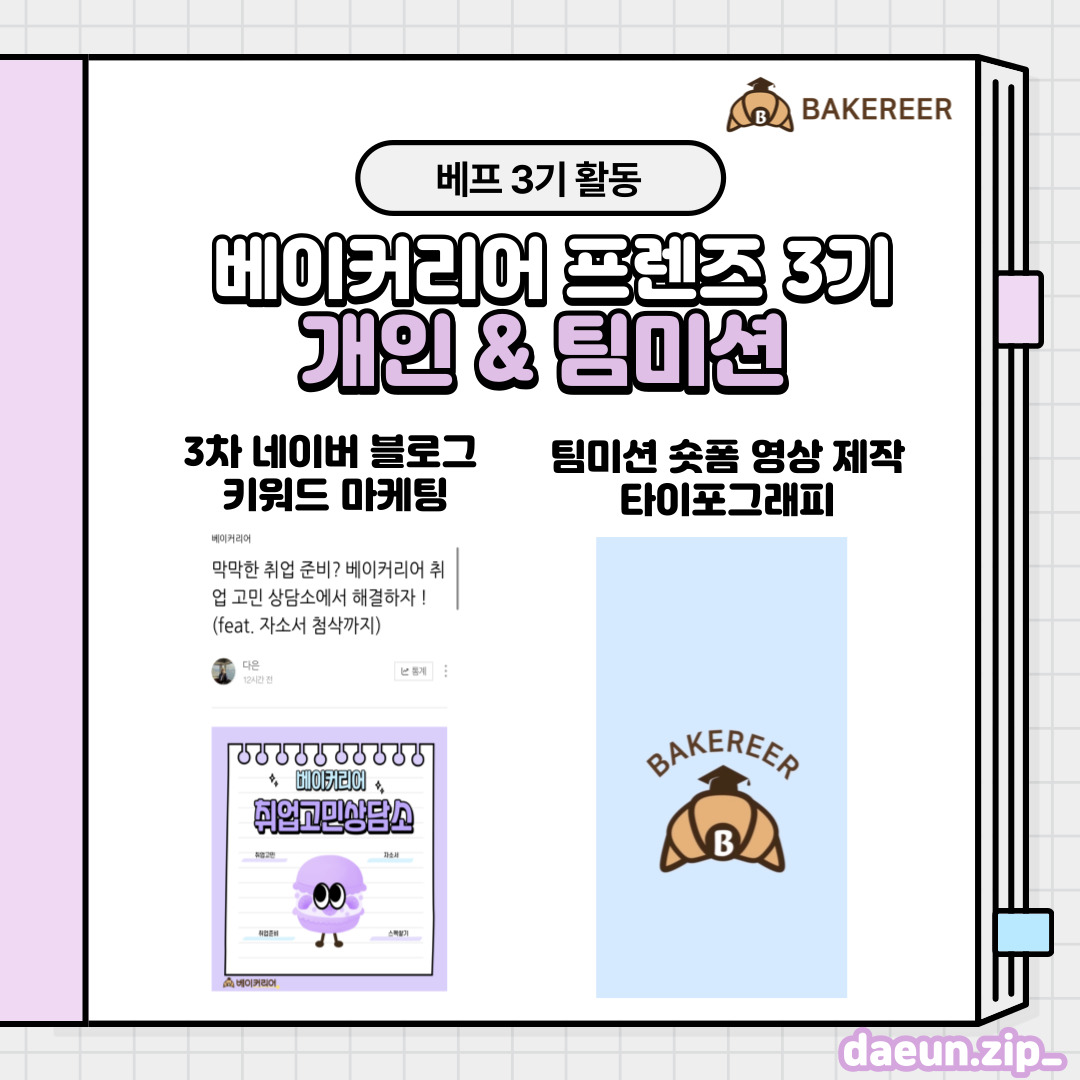 BAKEREER
베프 3기 활동
베이커리어 프렌즈 3기
개인 & 팀미션
3차 네이버 블로그
키워드 마케팅
베이커리어
막막한 취업 준비? 베이커리어 취
업 고민 상담소에서 해결하자 !
(feat. 자소서 첨삭까지)
다은
12시간 전
통계
베이커리어
취업고민상담소
취업고민
자소서
취업준비
스펙쌓기
베이커리어
팀미션 숏폼 영상 제작
타이포그래피
BAKEREER
B
daeun.zip_